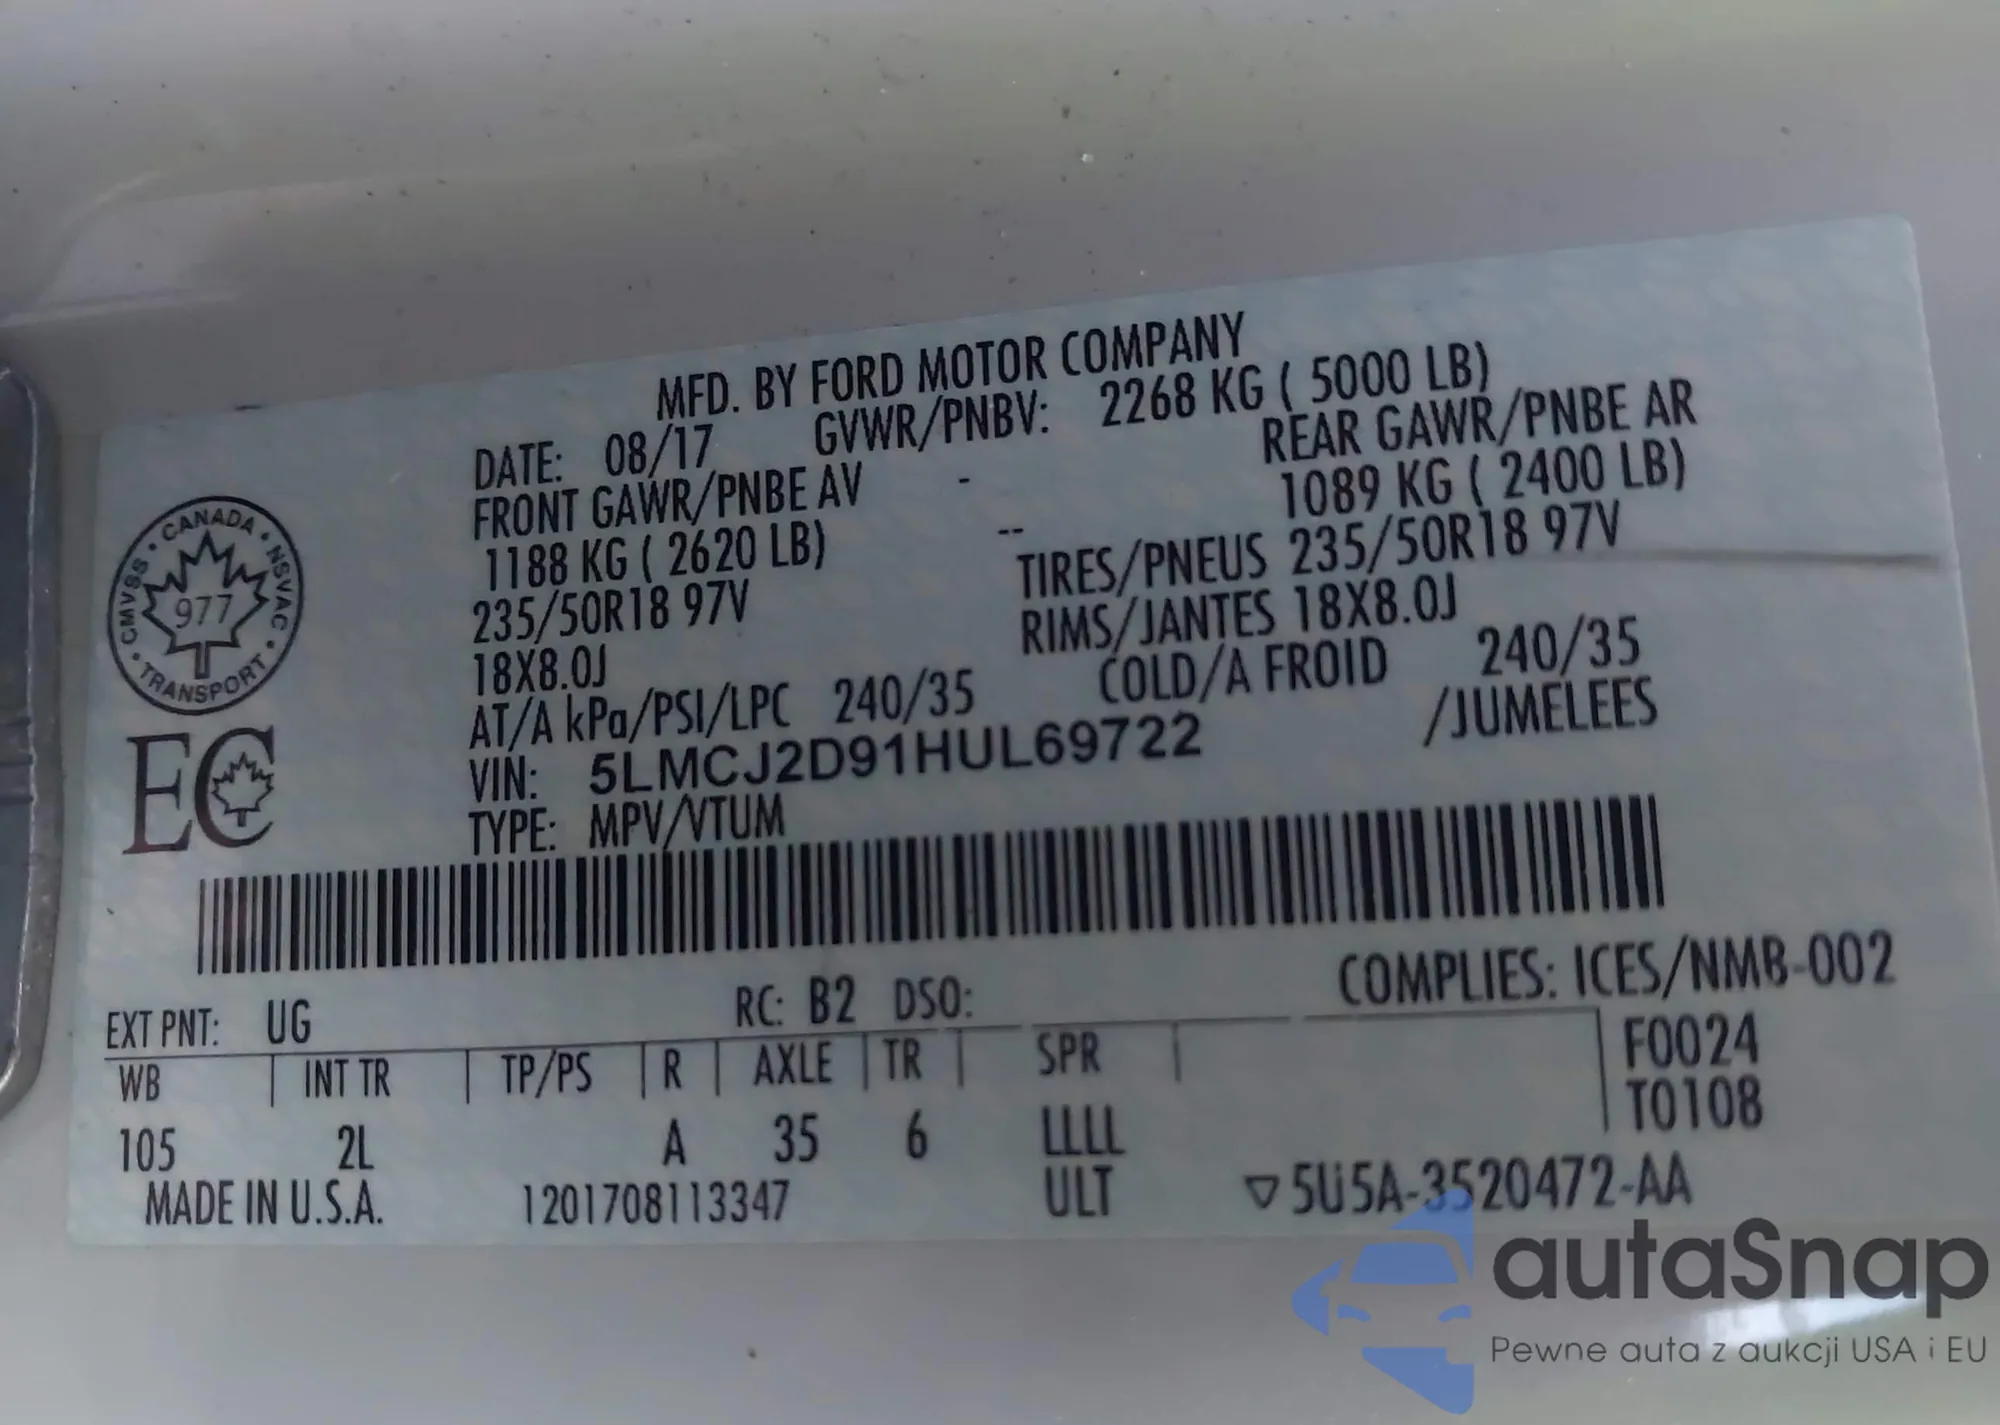 MFD. BY FORD MOTOR COMPANY
DATE: 08/17 GVWR/PNBV: 2268 KG ( 5000 LB)
FRONT GAWR/PNBE AV - REAR GAWR/PNBE AR
1188 KG ( 2620 LB) -- 1089 KG ( 2400 LB)
235/50R18 97V TIRES/PNEUS 235/50R18 97V
18X8.0J RIMS/JANTES 18X8.0J
AT/A kPa/PSI/LPC 240/35 COLD/A FROID 240/35
VIN: 5LMCJ2D91HUL69722 /JUMELEES
TYPE: MPV/VTUM
CANADA · NSVAC · TRANSPORT · CMVSS ·
977
EC
EXT PNT: UG RC: B2 DSO: COMPLIES: ICES/NMB-002
WB | INT TR | TP/PS | R | AXLE | TR | SPR | F0024
T0108
105 2L A 35 6 LLLL
MADE IN U.S.A. 1201708113347 ULT ▽5U5A-3520472-AA
autaSnap
Pewne auta z aukcji USA i EU